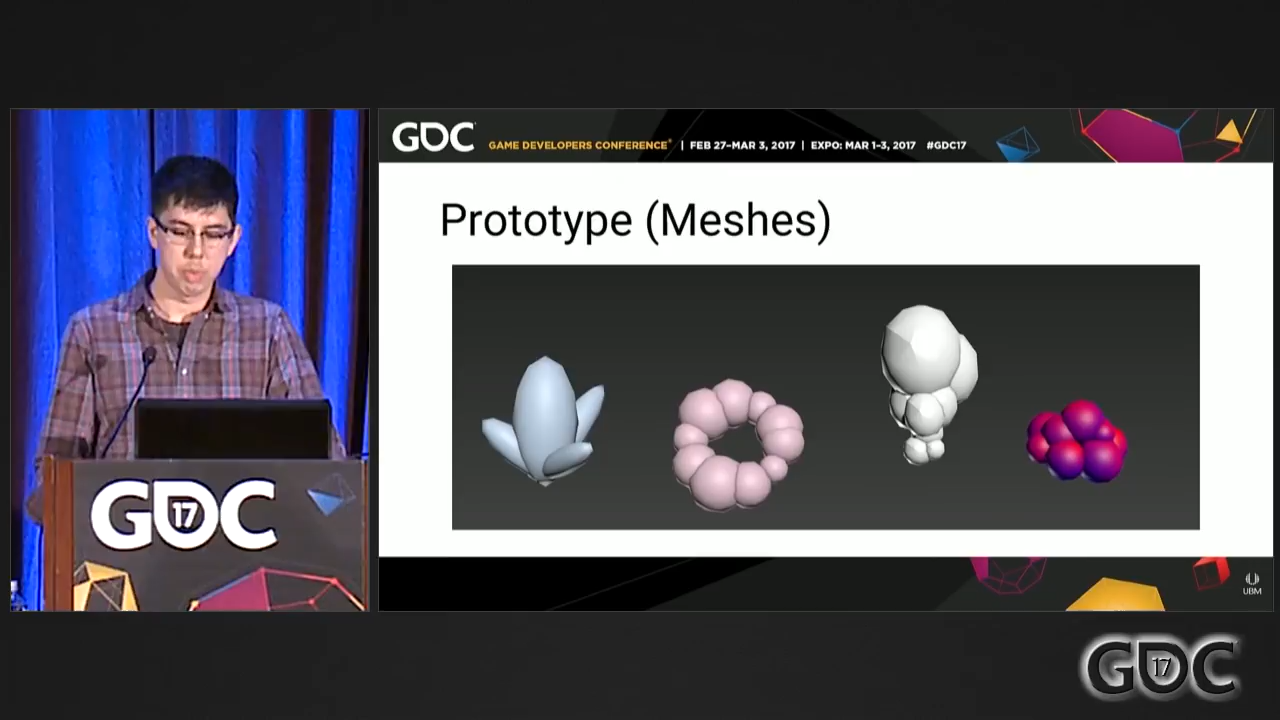 GDC
GAME DEVELOPERS CONFERENCE® | FEB 27–MAR 3, 2017 | EXPO: MAR 1–3, 2017 #GDC17
Prototype (Meshes)
GDC
17
UBM
GDC
17